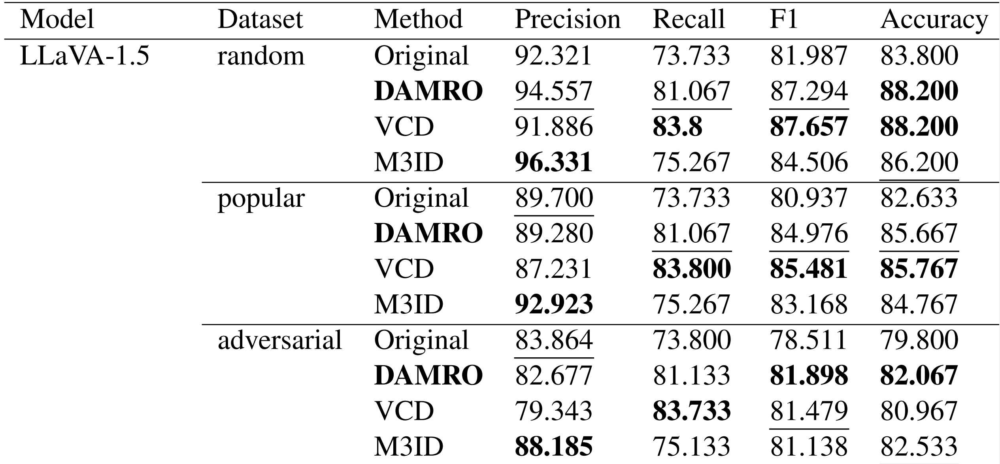 Model Dataset Method Precision Recall F1 Accuracy
LLaVA-1.5 random Original 92.321 73.733 81.987 83.800
DAMRO 94.557 81.067 87.294 88.200
VCD 91.886 83.8 87.657 88.200
M3ID 96.331 75.267 84.506 86.200
popular Original 89.700 73.733 80.937 82.633
DAMRO 89.280 81.067 84.976 85.667
VCD 87.231 83.800 85.481 85.767
M3ID 92.923 75.267 83.168 84.767
adversarial Original 83.864 73.800 78.511 79.800
DAMRO 82.677 81.133 81.898 82.067
VCD 79.343 83.733 81.479 80.967
M3ID 88.185 75.133 81.138 82.533